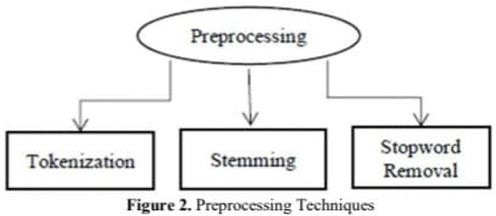 Preprocessing
Tokenization
Stemming
Stopword
Removal
Figure 2. Preprocessing Techniques